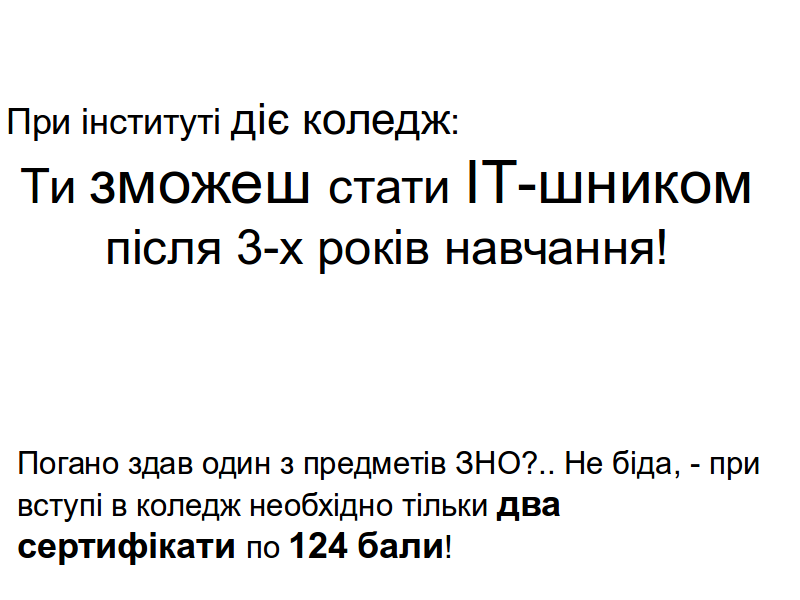 При інституті діє коледж:
Ти зможеш стати ІТ-шником
після 3-х років навчання!
Погано здав один з предметів ЗНО?.. Не біда, - при
вступі в коледж необхідно тільки два
сертифікати по 124 бали!